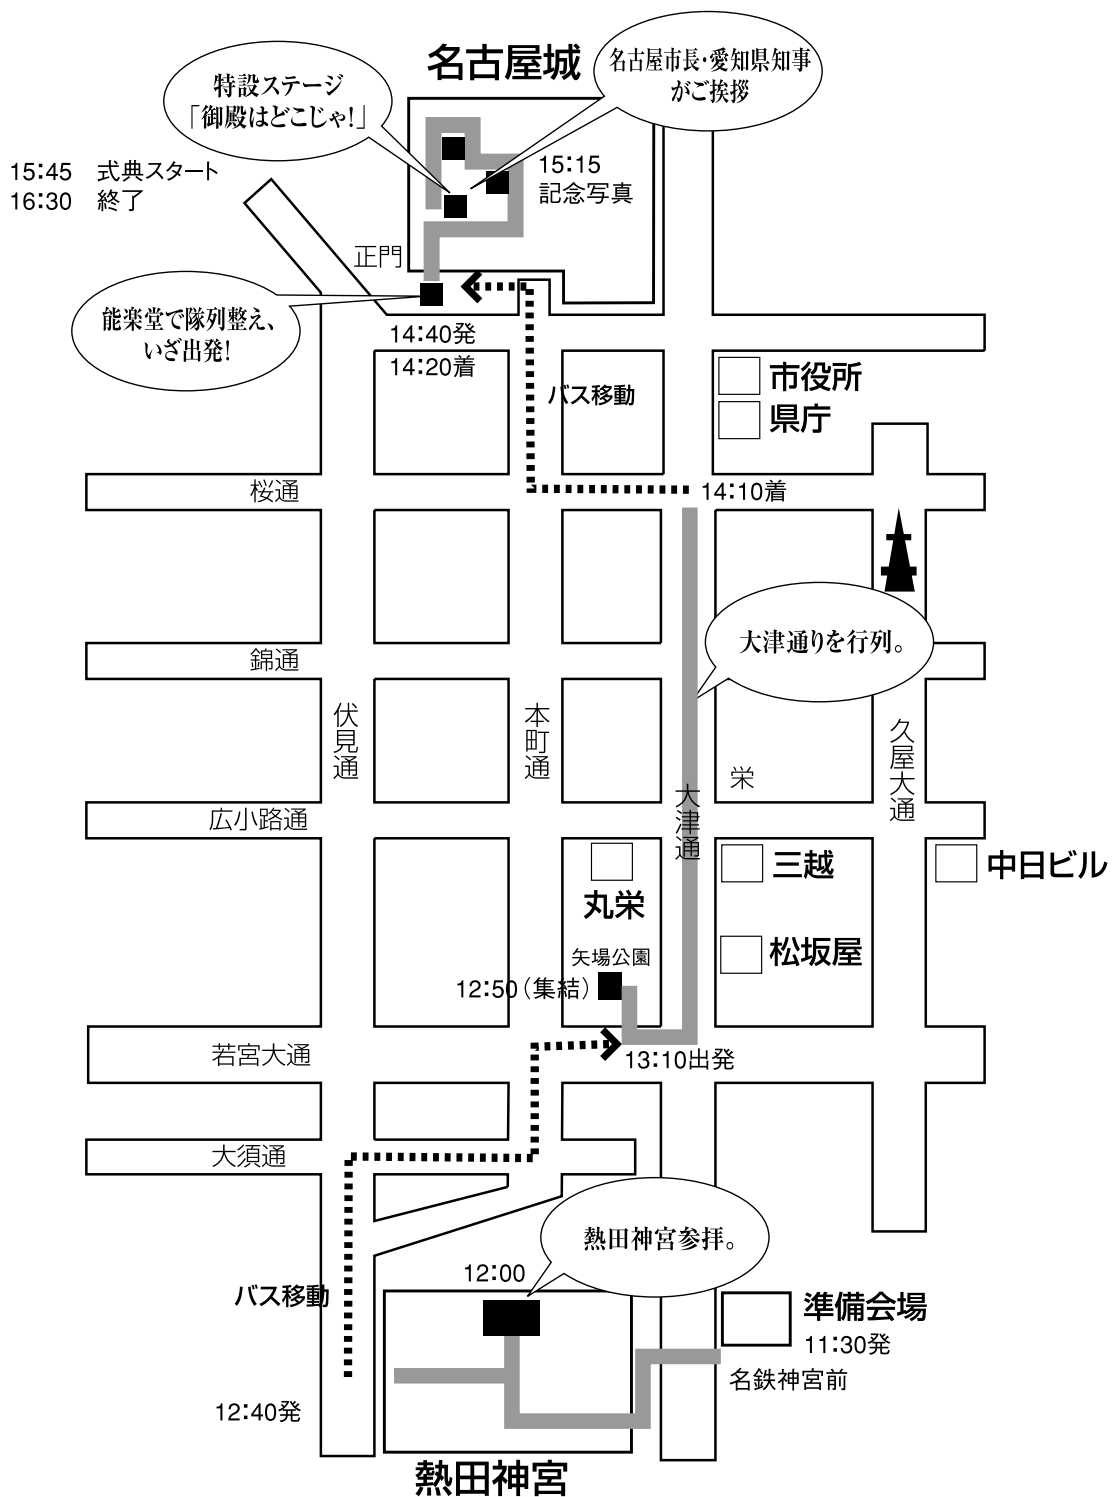 名古屋城
名古屋市長・愛知県知事
がご挨拶
特設ステージ
「御殿はどこじゃ!」
15:45 式典スタート
16:30 終了
15:15
記念写真
正門
能楽堂で隊列整え、
いざ出発!
14:40発
14:20着
バス移動
市役所
県庁
桜通
14:10着
大津通りを行列。
錦通
伏見通
本町通
久屋大通
栄
大津通
広小路通
丸栄
三越
中日ビル
松坂屋
矢場公園
12:50(集結)
若宮大通
13:10出発
大須通
熱田神宮参拝。
12:00
バス移動
準備会場
11:30発
名鉄神宮前
12:40発
熱田神宮